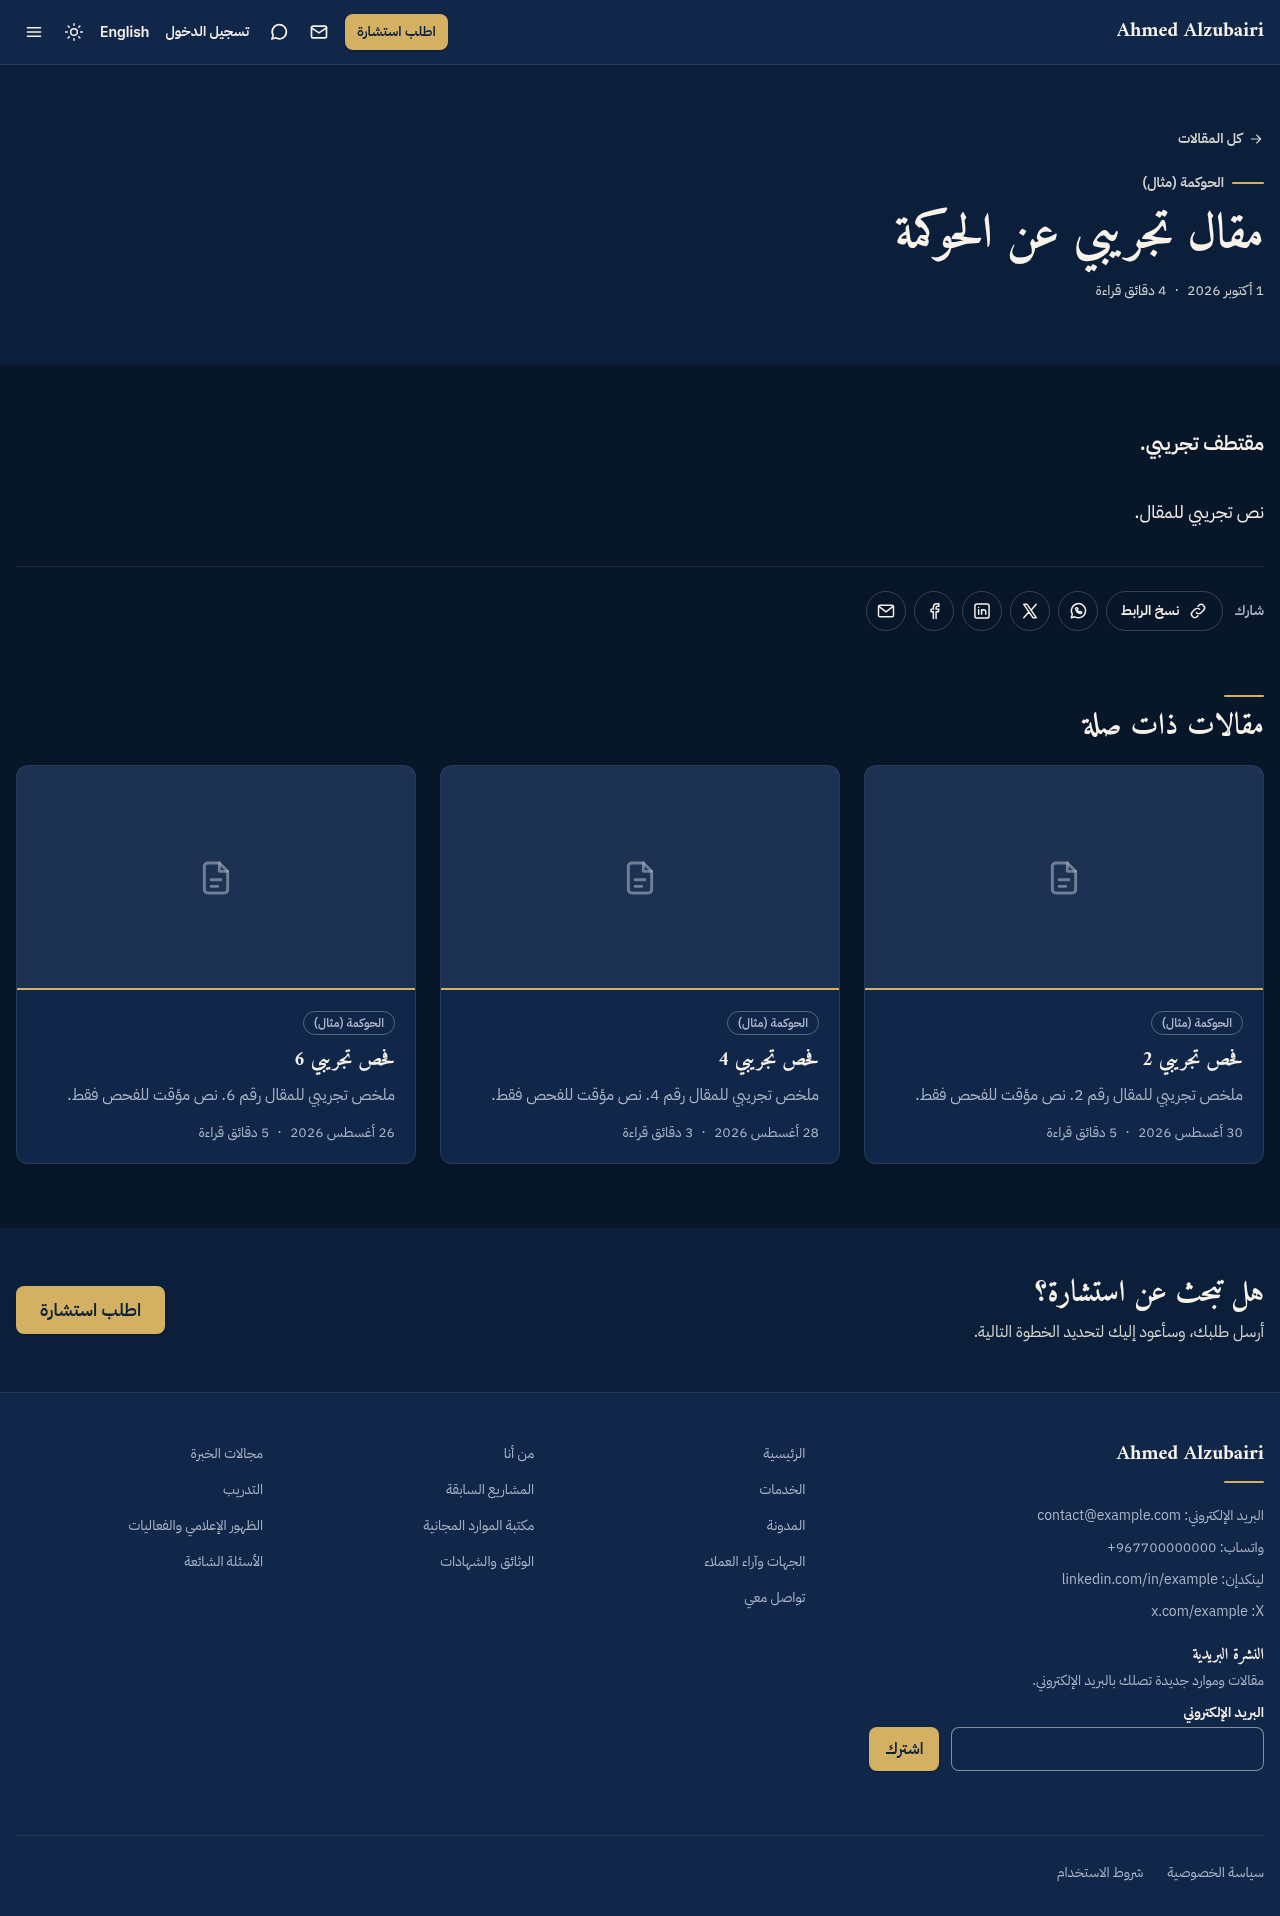 Ahmed Alzubairi
اطلب استشارة
تسجيل الدخول
English
كل المقالات
الحوكمة (مثال)
مقال تجريبي عن الحوكمة
1 أكتوبر 2026 · 4 دقائق قراءة
مقتطف تجريبي.
نص تجريبي للمقال.
شارك
نسخ الرابط
مقالات ذات صلة
الحوكمة (مثال)
فحص تجريبي 2
ملخص تجريبي للمقال رقم 2. نص مؤقت للفحص فقط.
30 أغسطس 2026 · 5 دقائق قراءة
الحوكمة (مثال)
فحص تجريبي 4
ملخص تجريبي للمقال رقم 4. نص مؤقت للفحص فقط.
28 أغسطس 2026 · 3 دقائق قراءة
الحوكمة (مثال)
فحص تجريبي 6
ملخص تجريبي للمقال رقم 6. نص مؤقت للفحص فقط.
26 أغسطس 2026 · 5 دقائق قراءة
هل تبحث عن استشارة؟
أرسل طلبك، وسأعود إليك لتحديد الخطوة التالية.
اطلب استشارة
Ahmed Alzubairi
البريد الإلكتروني: contact@example.com
واتساب: 967700000000+
لينكدإن: linkedin.com/in/example
X: x.com/example
النشرة البريدية
مقالات وموارد جديدة تصلك بالبريد الإلكتروني.
البريد الإلكتروني
اشترك
الرئيسية
الخدمات
المدونة
الجهات وآراء العملاء
تواصل معي
من أنا
المشاريع السابقة
مكتبة الموارد المجانية
الوثائق والشهادات
مجالات الخبرة
التدريب
الظهور الإعلامي والفعاليات
الأسئلة الشائعة
سياسة الخصوصية
شروط الاستخدام